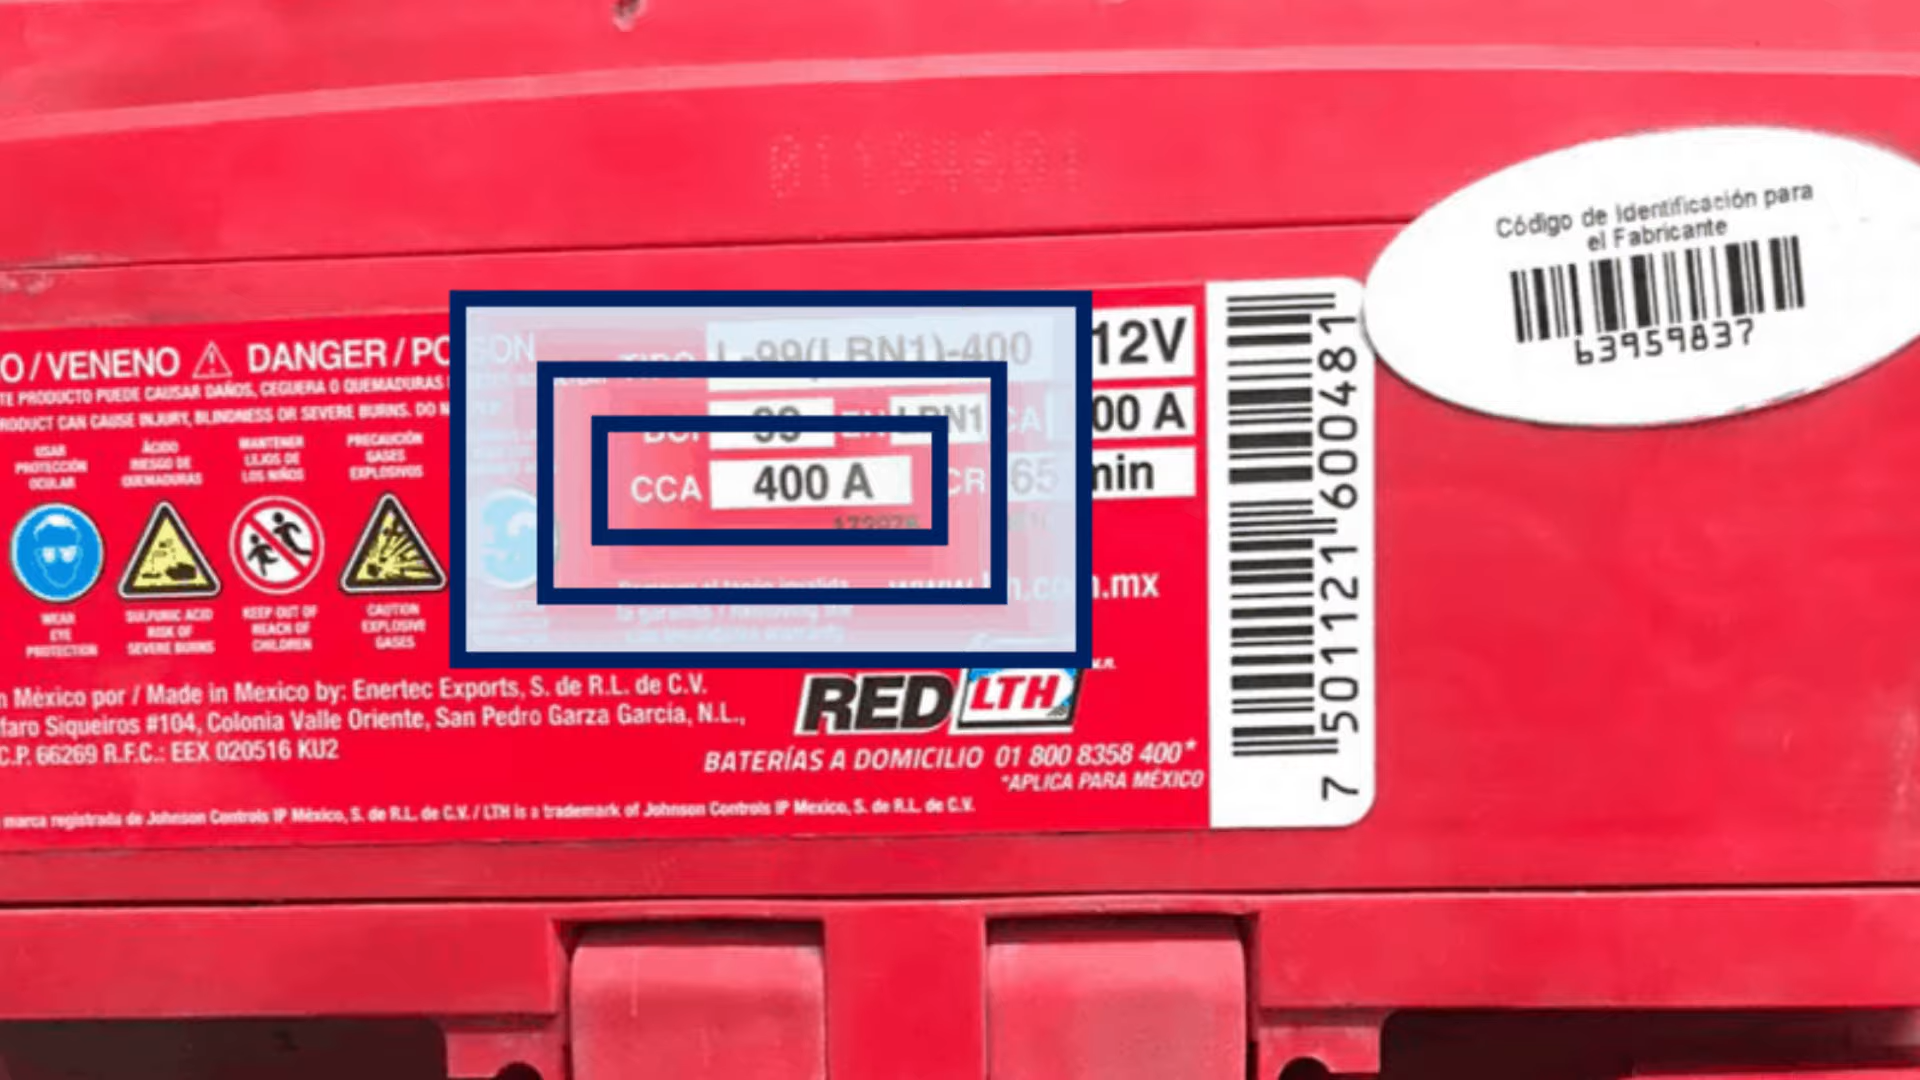 Código de Identificación para
el Fabricante
63959837
O / VENENO DANGER / PO
TE PRODUCTO PUEDE CAUSAR DAÑOS, CEGUERA O QUEMADURAS
RODUCT CAN CAUSE INJURY, BLINDNESS OR SEVERE BURNS. DO N
USAR
PROTECCIÓN
OCULAR
ÁCIDO
RIESGO DE
QUEMADURAS
MANTENER
LEJOS DE
LOS NIÑOS
PRECAUCIÓN
GASES
EXPLOSIVOS
WEAR
EYE
PROTECTION
SULFURIC ACID
RISK OF
SEVERE BURNS
KEEP OUT OF
REACH OF
CHILDREN
CAUTION
EXPLOSIVE
GASES
TIPO L-99(LBN1)-400 12V
BCI 99 EN LBN1 CA 00 A
CCA 400 A CR 65 min
.mx
7 501121 600481
n México por / Made in Mexico by: Enertec Exports, S. de R.L. de C.V.
faro Siqueiros #104, Colonia Valle Oriente, San Pedro Garza García, N.L.,
C.P. 66269 R.F.C.: EEX 020516 KU2
RED LTH
BATERÍAS A DOMICILIO 01 800 8358 400*
*APLICA PARA MÉXICO
marca registrada de Johnson Controls IP México, S. de R.L. de C.V. / LTH is a trademark of Johnson Controls IP Mexico, S. de R.L. de C.V.